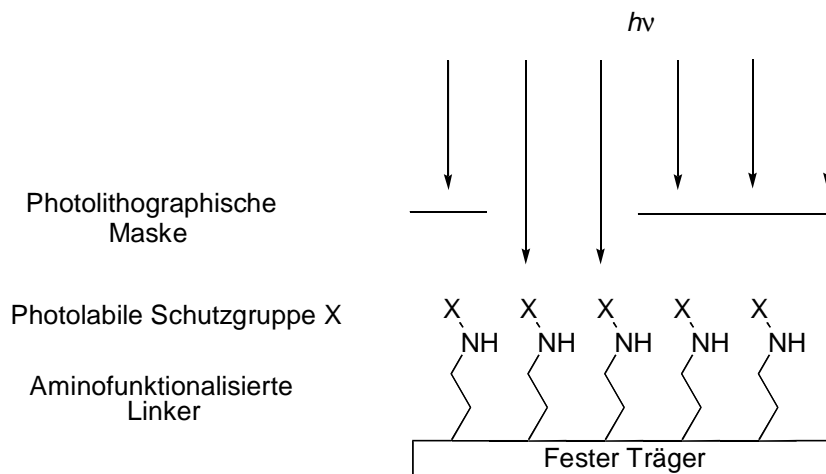 hν
Photolithographische
Maske
Photolabile Schutzgruppe X
X X X X X
NH NH NH NH NH
Aminofunktionalisierte
Linker
Fester Träger